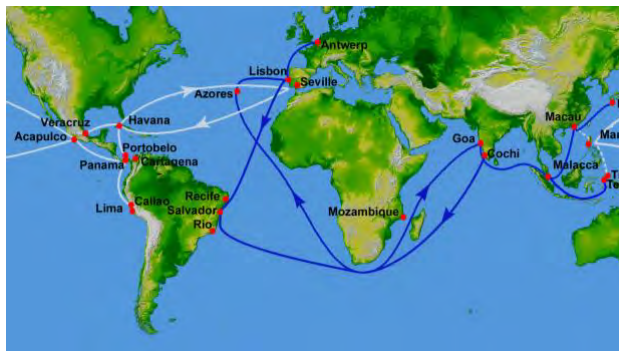 Antwerp
Lisbon
Seville
Azores
Veracruz
Havana
Acapulco
Macau
Goa
Portobelo
Cochi
Panama
Cartagena
Malacca
Recife
Callao
Lima
Salvador
Mozambique
Rio